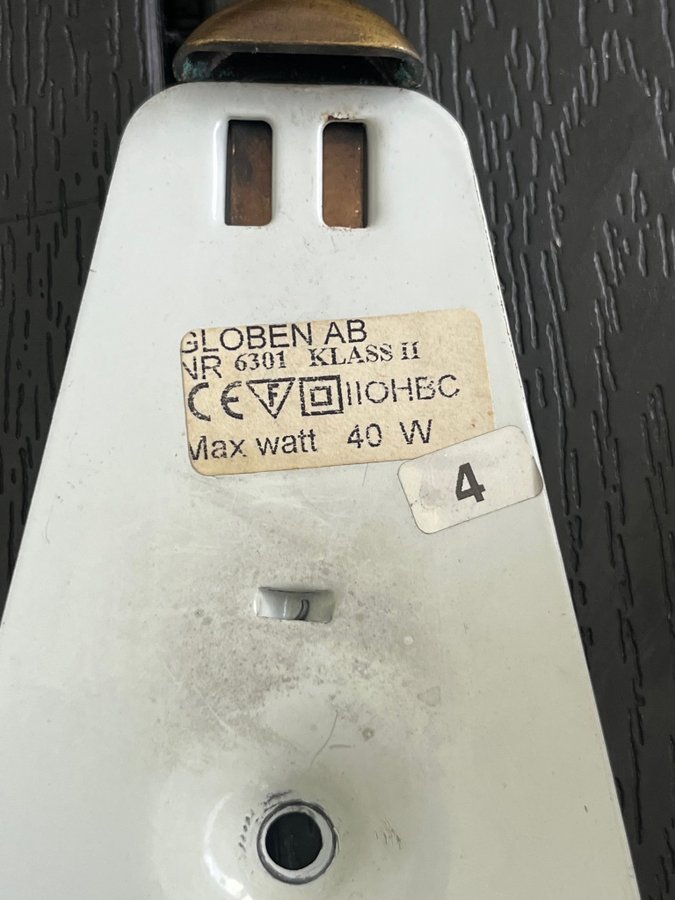 GLOBEN AB
NR 6301 KLASS II
CE F IIOHBC
Max watt 40 W
4